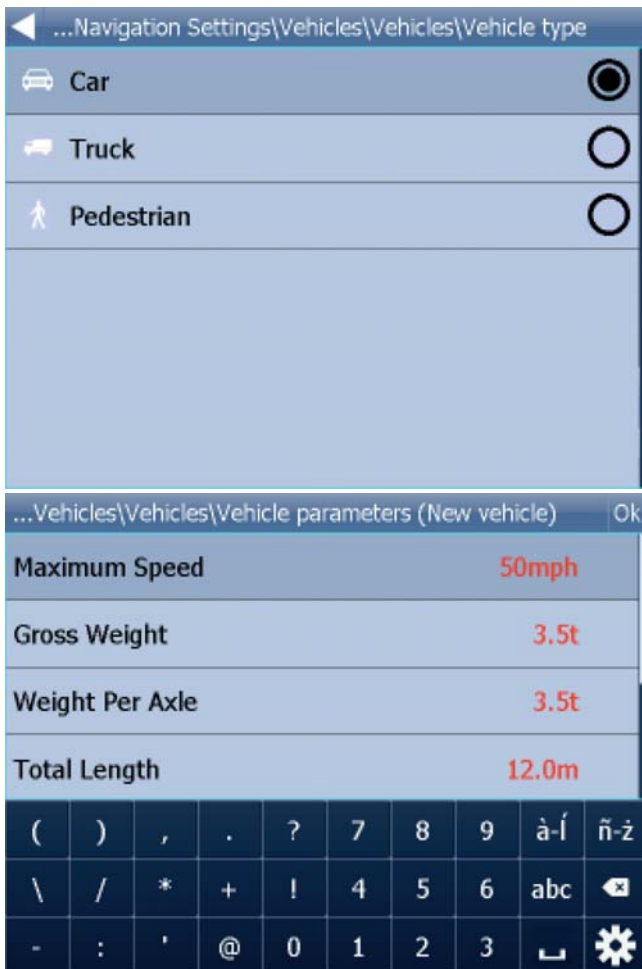 ...Navigation Settings\Vehicles\Vehicles\Vehicle type
Car
Truck
Pedestrian
...Vehicles\Vehicles\Vehicle parameters (New vehicle) Ok
Maximum Speed 50mph
Gross Weight 3.5t
Weight Per Axle 3.5t
Total Length 12.0m
( ) , . ? 7 8 9 à-Í ñ-ż
\ / * + ! 4 5 6 abc
- : ' @ 0 1 2 3